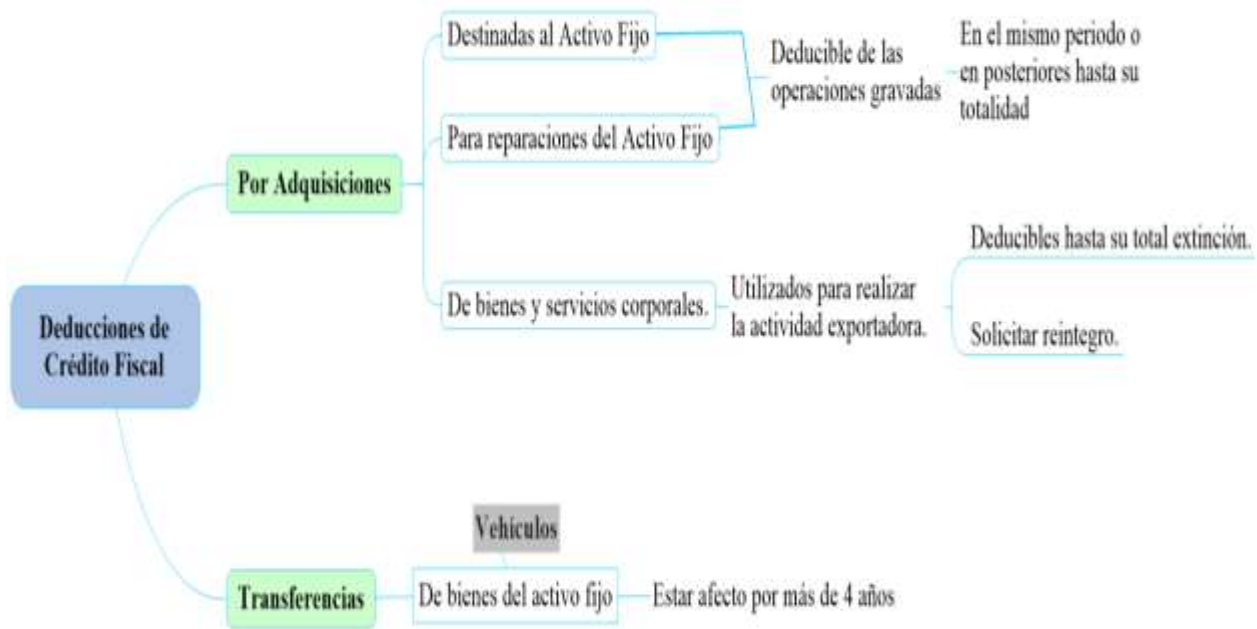 Deducciones de
Crédito Fiscal
Por Adquisiciones
Destinadas al Activo Fijo
Para reparaciones del Activo Fijo
Deducible de las
operaciones gravadas
En el mismo periodo o
en posteriores hasta su
totalidad
De bienes y servicios corporales.
Utilizados para realizar
la actividad exportadora.
Deducibles hasta su total extinción.
Solicitar reintegro.
Transferencias
Vehículos
De bienes del activo fijo
Estar afecto por más de 4 años